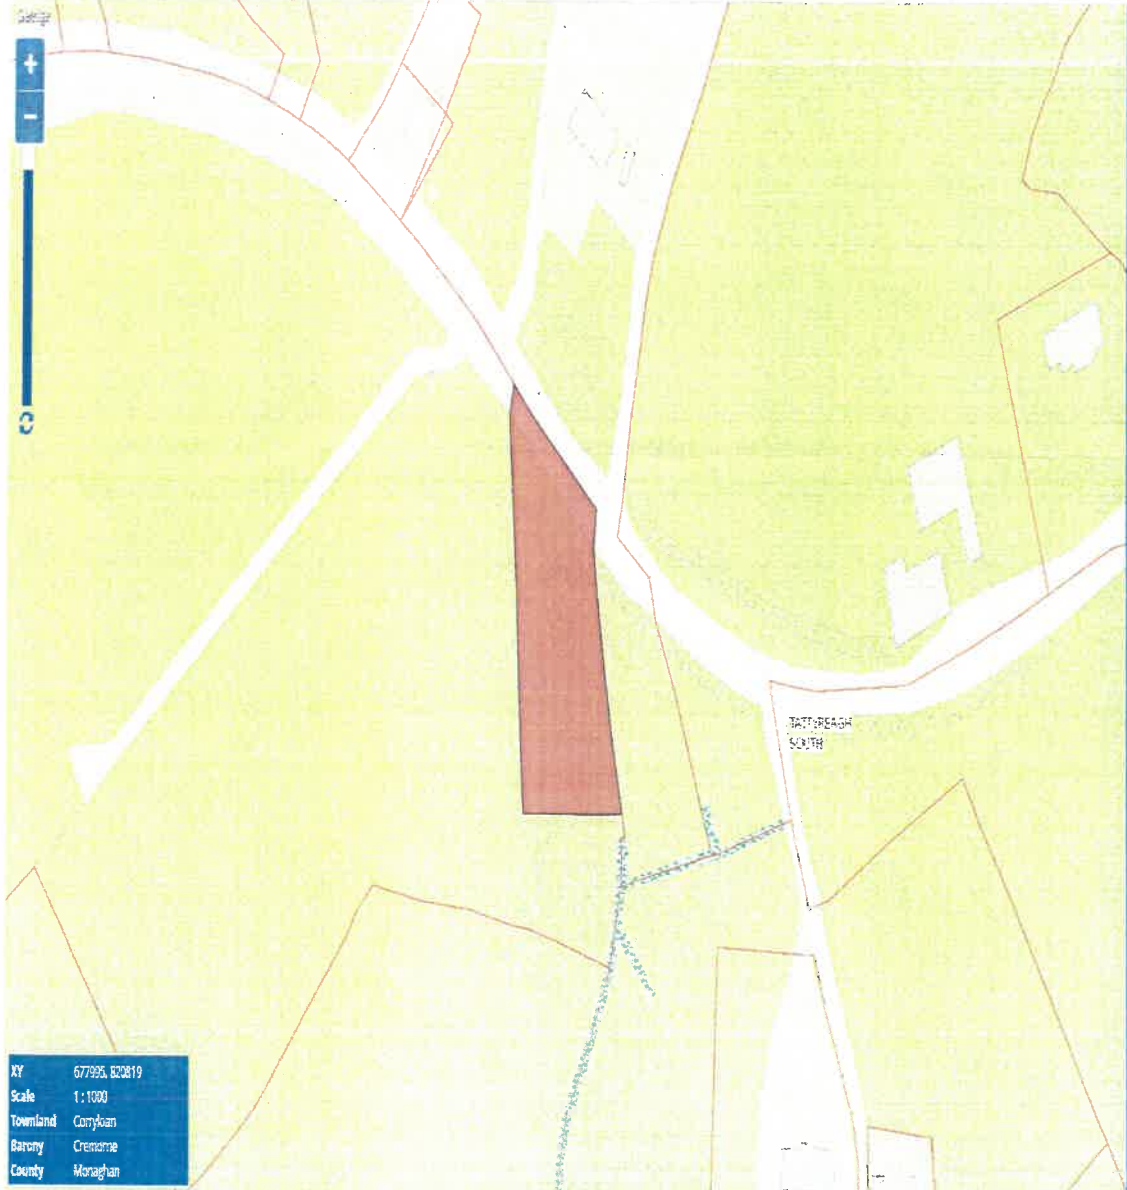 +
-
TATTYREAGH
SOUTH
XY 677995, 820819
Scale 1 : 1000
Townland Corryloan
Barony Cremorne
County Monaghan